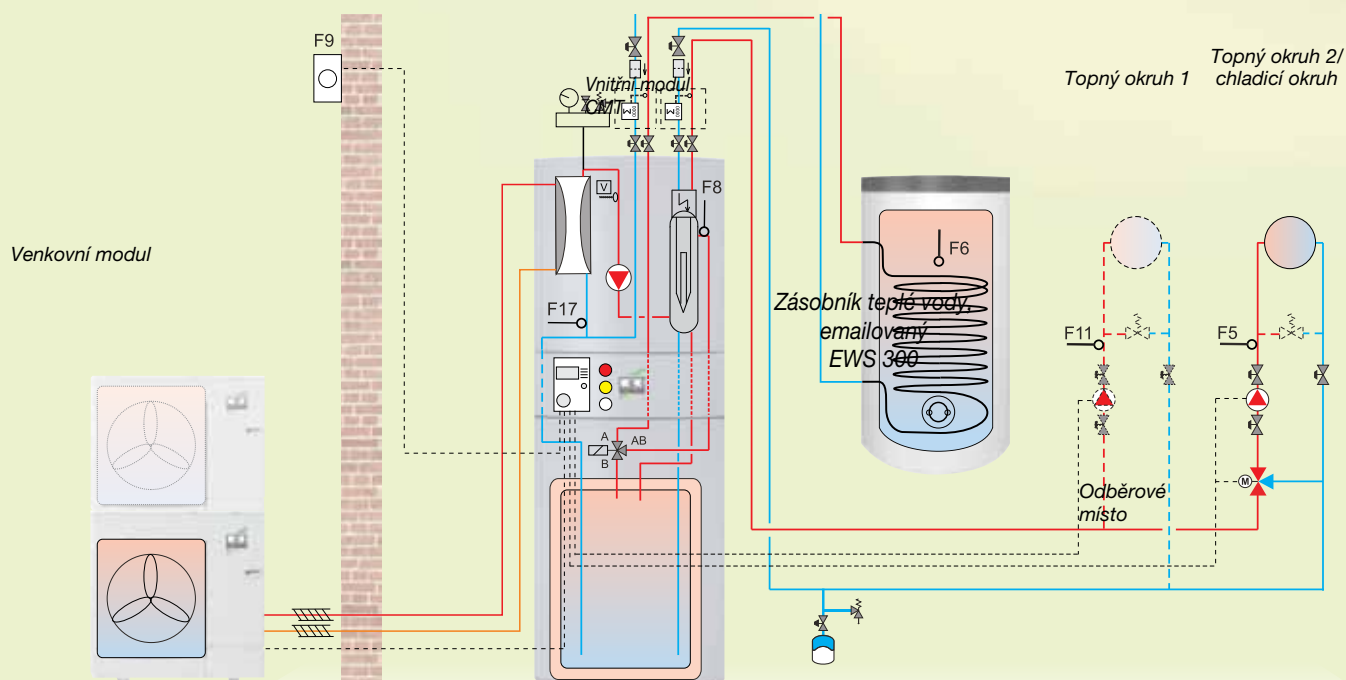 F9
Vnitřní modul
CMT
Topný okruh 1
Topný okruh 2/
chladicí okruh
Venkovní modul
V
F8
F17
F6
Zásobník teplé vody,
emailovaný
EWS 300
F11
F5
A
AB
B
M
Odběrové
místo